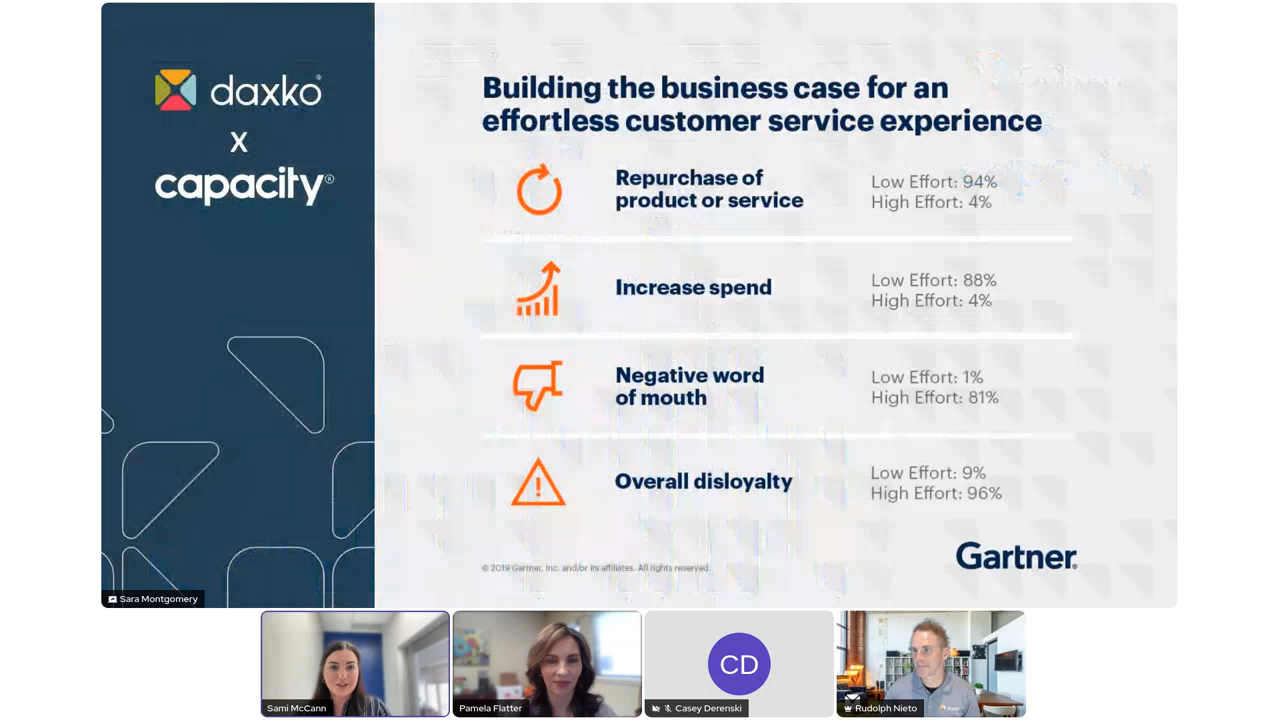 daxko
x
capacity®
Building the business case for an
effortless customer service experience
Repurchase of
product or service
Low Effort: 94%
High Effort: 4%
Increase spend
Low Effort: 88%
High Effort: 4%
Negative word
of mouth
Low Effort: 1%
High Effort: 81%
Overall disloyalty
Low Effort: 9%
High Effort: 96%
© 2019 Gartner, Inc. and/or its affiliates. All rights reserved.
Gartner®
Sara Montgomery
Sami McCann
Pamela Flatter
CD
Casey Derenski
Rudolph Nieto